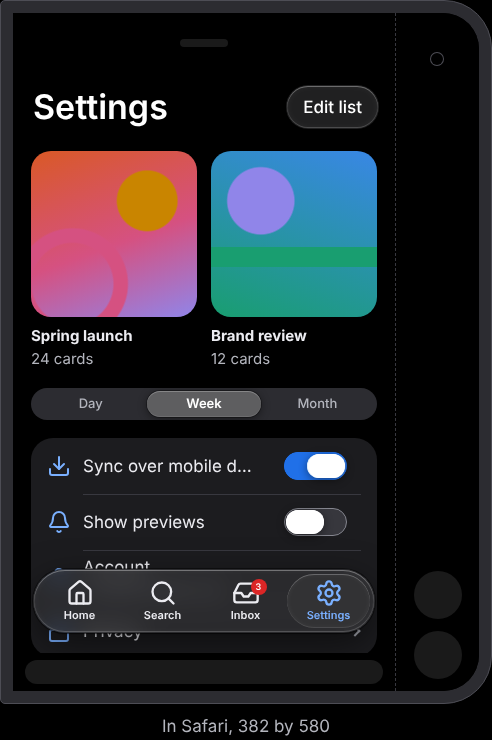 Settings
Edit list
Spring launch
24 cards
Brand review
12 cards
Day
Week
Month
Sync over mobile d...
Show previews
Account
Privacy
Home
Search
3
Inbox
Settings
In Safari, 382 by 580